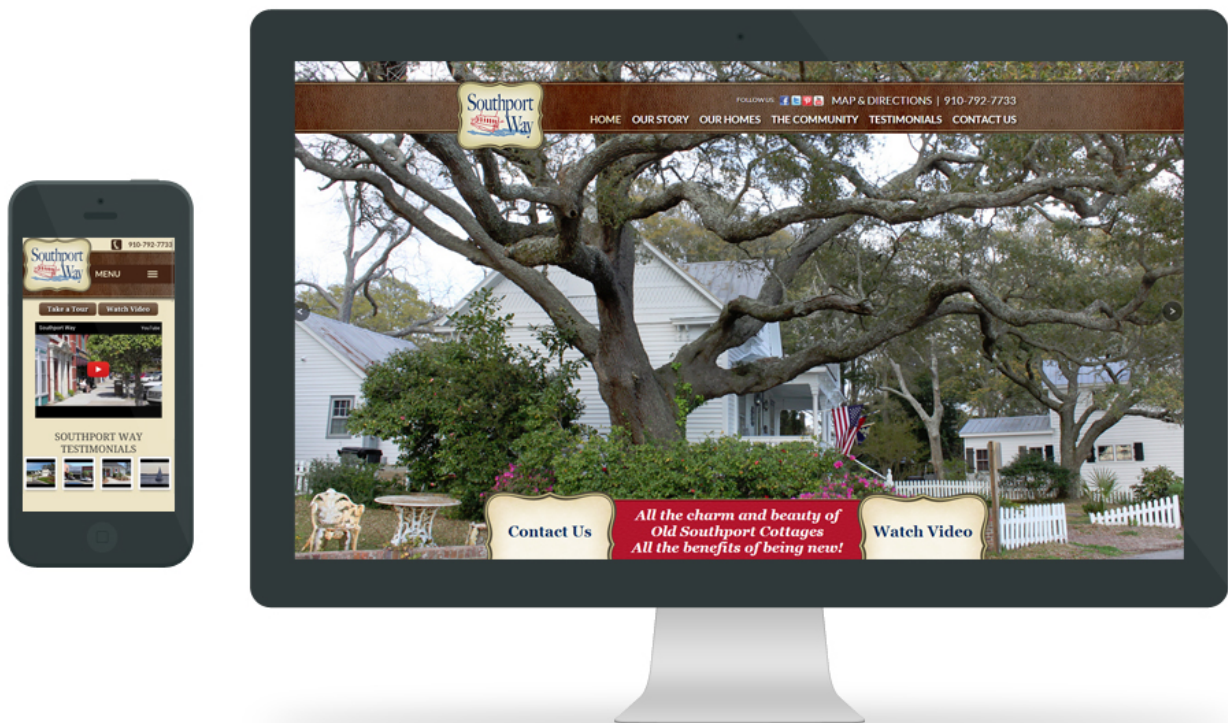 Southport
Way
910-792-7733
MENU
Take a Tour
Watch Video
Southport Way
YouTube
SOUTHPORT WAY
TESTIMONIALS
Southport
Way
FOLLOW US:
MAP & DIRECTIONS | 910-792-7733
HOME OUR STORY OUR HOMES THE COMMUNITY TESTIMONIALS CONTACT US
Contact Us
All the charm and beauty of
Old Southport Cottages
All the benefits of being new!
Watch Video